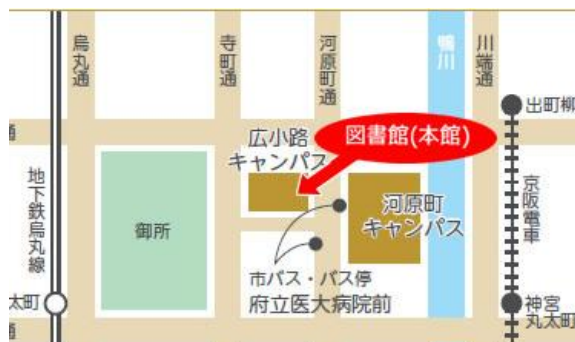 烏丸通
寺町通
河原町通
鴨川
川端通
出町柳
通
広小路
キャンパス
図書館(本館)
地下鉄烏丸線
御所
河原町
キャンパス
京阪電車
市バス・バス停
府立医大病院前
太町
神宮
丸太町
通